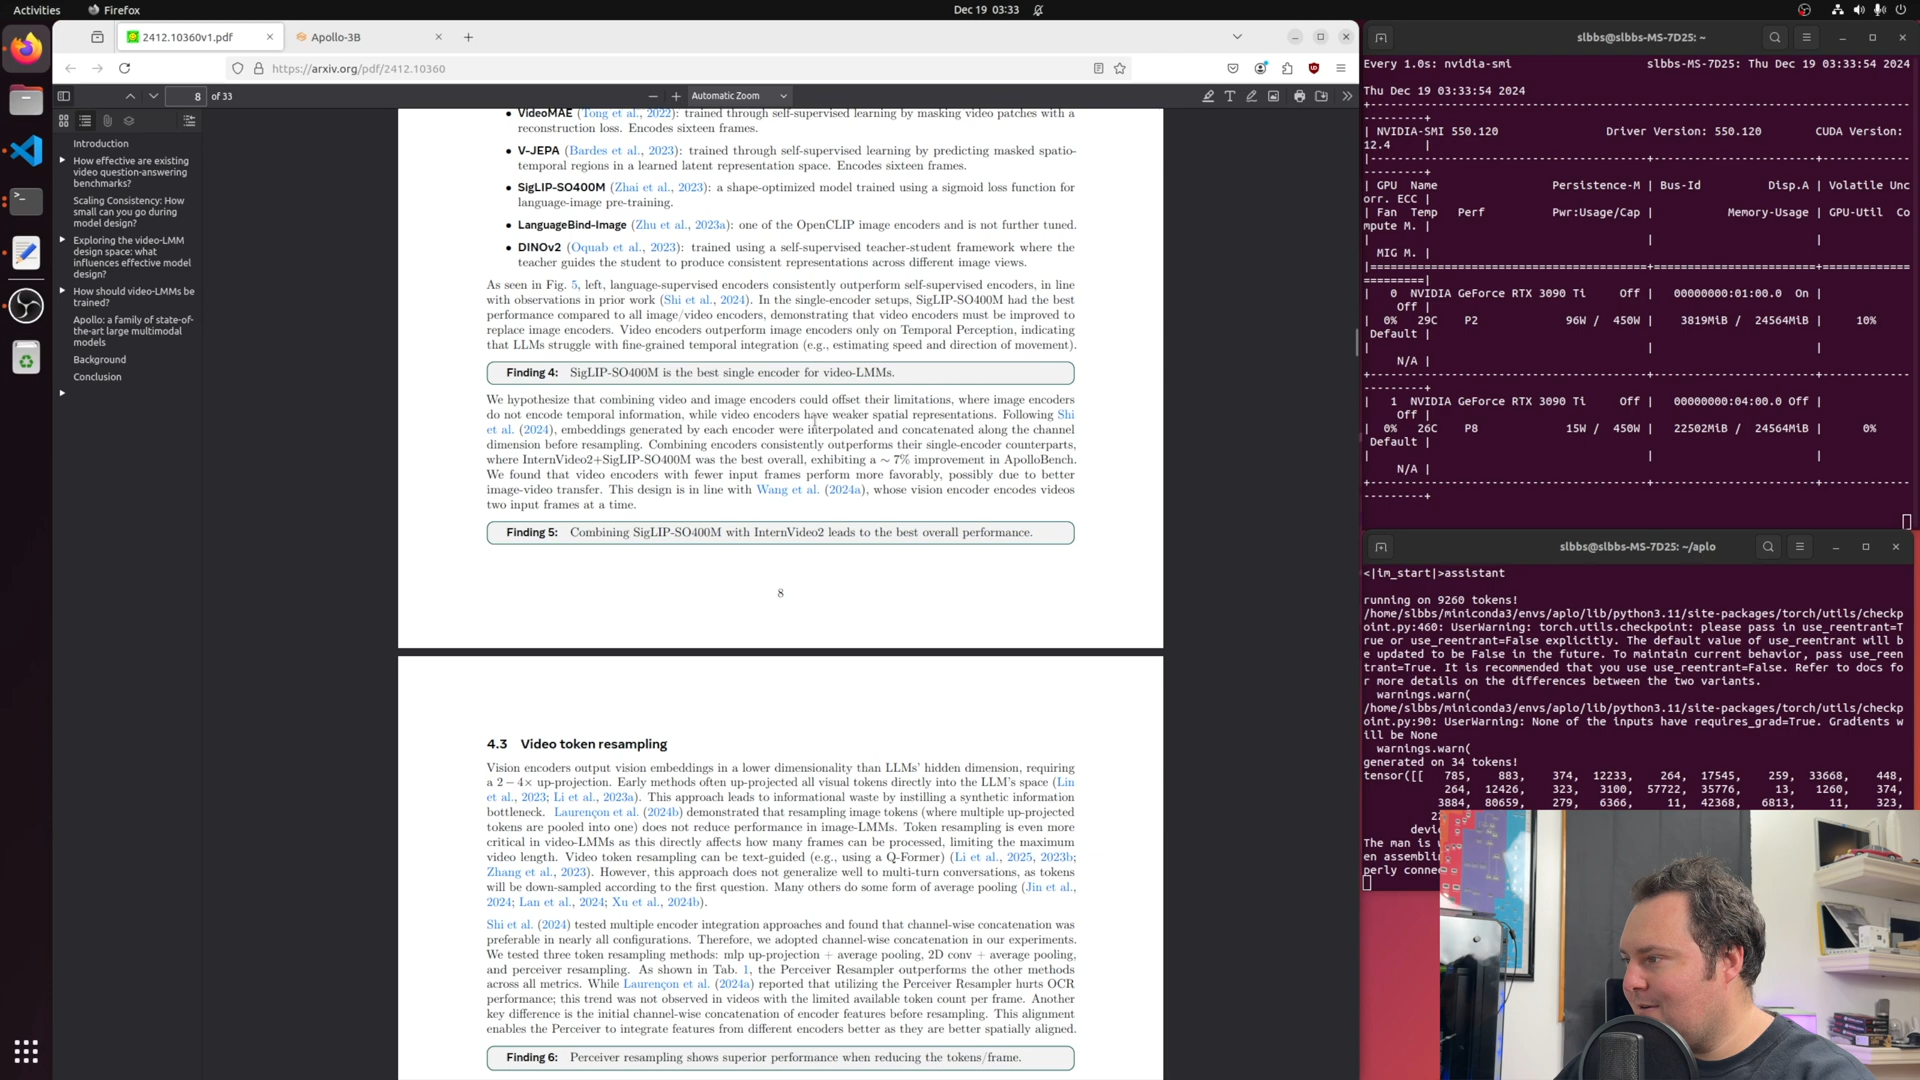 Activities
Firefox
Dec 19 03:33
2412.10360v1.pdf
Apollo-3B
https://arxiv.org/pdf/2412.10360
8
of 33
Automatic Zoom
Introduction
How effective are existing
video question-answering
benchmarks?
Scaling Consistency: How
small can you go during
model design?
Exploring the video-LMM
design space: what
influences effective model
design?
How should video-LMMs be
trained?
Apollo: a family of state-of-
the-art large multimodal
models
Background
Conclusion
• VideoMAE (Tong et al., 2022): trained through self-supervised learning by masking video patches with a
reconstruction loss. Encodes sixteen frames.
• V-JEPA (Bardes et al., 2023): trained through self-supervised learning by predicting masked spatio-
temporal regions in a learned latent representation space. Encodes sixteen frames.
• SigLIP-SO400M (Zhai et al., 2023): a shape-optimized model trained using a sigmoid loss function for
language-image pre-training.
• LanguageBind-Image (Zhu et al., 2023a): one of the OpenCLIP image encoders and is not further tuned.
• DINOv2 (Oquab et al., 2023): trained using a self-supervised teacher-student framework where the
teacher guides the student to produce consistent representations across different image views.
As seen in Fig. 5, left, language-supervised encoders consistently outperform self-supervised encoders, in line
with observations in prior work (Shi et al., 2024). In the single-encoder setups, SigLIP-SO400M had the best
performance compared to all image/video encoders, demonstrating that video encoders must be improved to
replace image encoders. Video encoders outperform image encoders only on Temporal Perception, indicating
that LLMs struggle with fine-grained temporal integration (e.g., estimating speed and direction of movement).
Finding 4: SigLIP-SO400M is the best single encoder for video-LMMs.
We hypothesize that combining video and image encoders could offset their limitations, where image encoders
do not encode temporal information, while video encoders have weaker spatial representations. Following Shi
et al. (2024), embeddings generated by each encoder were interpolated and concatenated along the channel
dimension before resampling. Combining encoders consistently outperforms their single-encoder counterparts,
where InternVideo2+SigLIP-SO400M was the best overall, exhibiting a ∼ 7% improvement in ApolloBench.
We found that video encoders with fewer input frames perform more favorably, possibly due to better
image-video transfer. This design is in line with Wang et al. (2024a), whose vision encoder encodes videos
two input frames at a time.
Finding 5: Combining SigLIP-SO400M with InternVideo2 leads to the best overall performance.
8
4.3 Video token resampling
Vision encoders output vision embeddings in a lower dimensionality than LLMs' hidden dimension, requiring
a 2 − 4× up-projection. Early methods often up-projected all visual tokens directly into the LLM's space (Lin
et al., 2023; Li et al., 2023a). This approach leads to informational waste by instilling a synthetic information
bottleneck. Laurençon et al. (2024b) demonstrated that resampling image tokens (where multiple up-projected
tokens are pooled into one) does not reduce performance in image-LMMs. Token resampling is even more
critical in video-LMMs as this directly affects how many frames can be processed, limiting the maximum
video length. Video token resampling can be text-guided (e.g., using a Q-Former) (Li et al., 2025, 2023b;
Zhang et al., 2023). However, this approach does not generalize well to multi-turn conversations, as tokens
will be down-sampled according to the first question. Many others do some form of average pooling (Jin et al.,
2024; Lan et al., 2024; Xu et al., 2024b).
Shi et al. (2024) tested multiple encoder integration approaches and found that channel-wise concatenation was
preferable in nearly all configurations. Therefore, we adopted channel-wise concatenation in our experiments.
We tested three token resampling methods: mlp up-projection + average pooling, 2D conv + average pooling,
and perceiver resampling. As shown in Tab. 1, the Perceiver Resampler outperforms the other methods
across all metrics. While Laurençon et al. (2024a) reported that utilizing the Perceiver Resampler hurts OCR
performance; this trend was not observed in videos with the limited available token count per frame. Another
key difference is the initial channel-wise concatenation of encoder features before resampling. This alignment
enables the Perceiver to integrate features from different encoders better as they are better spatially aligned.
Finding 6: Perceiver resampling shows superior performance when reducing the tokens/frame.
slbbs@slbbs-MS-7D25: ~
Every 1.0s: nvidia-smi slbbs-MS-7D25: Thu Dec 19 03:33:54 2024
Thu Dec 19 03:33:54 2024
+-----------------------------------------------------------------------
---------+
| NVIDIA-SMI 550.120 Driver Version: 550.120 CUDA Version:
12.4 |
|-----------------------------------------+------------------------+----
---------+
| GPU Name Persistence-M | Bus-Id Disp.A | Volatile Unc
orr. ECC |
| Fan Temp Perf Pwr:Usage/Cap | Memory-Usage | GPU-Util Co
mpute M. |
| | |
MIG M. |
|=========================================+========================+====
=========|
| 0 NVIDIA GeForce RTX 3090 Ti Off | 00000000:01:00.0 On |
Off |
| 0% 29C P2 96W / 450W | 3819MiB / 24564MiB | 10%
Default |
| | |
N/A |
+-----------------------------------------+------------------------+----
---------+
| 1 NVIDIA GeForce RTX 3090 Ti Off | 00000000:04:00.0 Off |
Off |
| 0% 26C P8 15W / 450W | 22502MiB / 24564MiB | 0%
Default |
| | |
N/A |
+-----------------------------------------+------------------------+----
---------+
slbbs@slbbs-MS-7D25: ~/aplo
<|im_start|>assistant
running on 9260 tokens!
/home/slbbs/miniconda3/envs/aplo/lib/python3.11/site-packages/torch/utils/checkp
oint.py:460: UserWarning: torch.utils.checkpoint: please pass in use_reentrant=T
rue or use_reentrant=False explicitly. The default value of use_reentrant will b
e updated to be False in the future. To maintain current behavior, pass use_reen
trant=True. It is recommended that you use use_reentrant=False. Refer to docs fo
r more details on the differences between the two variants.
warnings.warn(
/home/slbbs/miniconda3/envs/aplo/lib/python3.11/site-packages/torch/utils/checkp
oint.py:90: UserWarning: None of the inputs have requires_grad=True. Gradients w
ill be None
warnings.warn(
generated on 34 tokens!
tensor([[ 785, 883, 374, 12233, 264, 17545, 259, 33668, 448,
264, 12426, 323, 3100, 57722, 35776, 13, 1260, 374,
3884, 80659, 279, 6366, 11, 42368, 6813, 11, 323,
devic
The man is
en assembli
perly conne